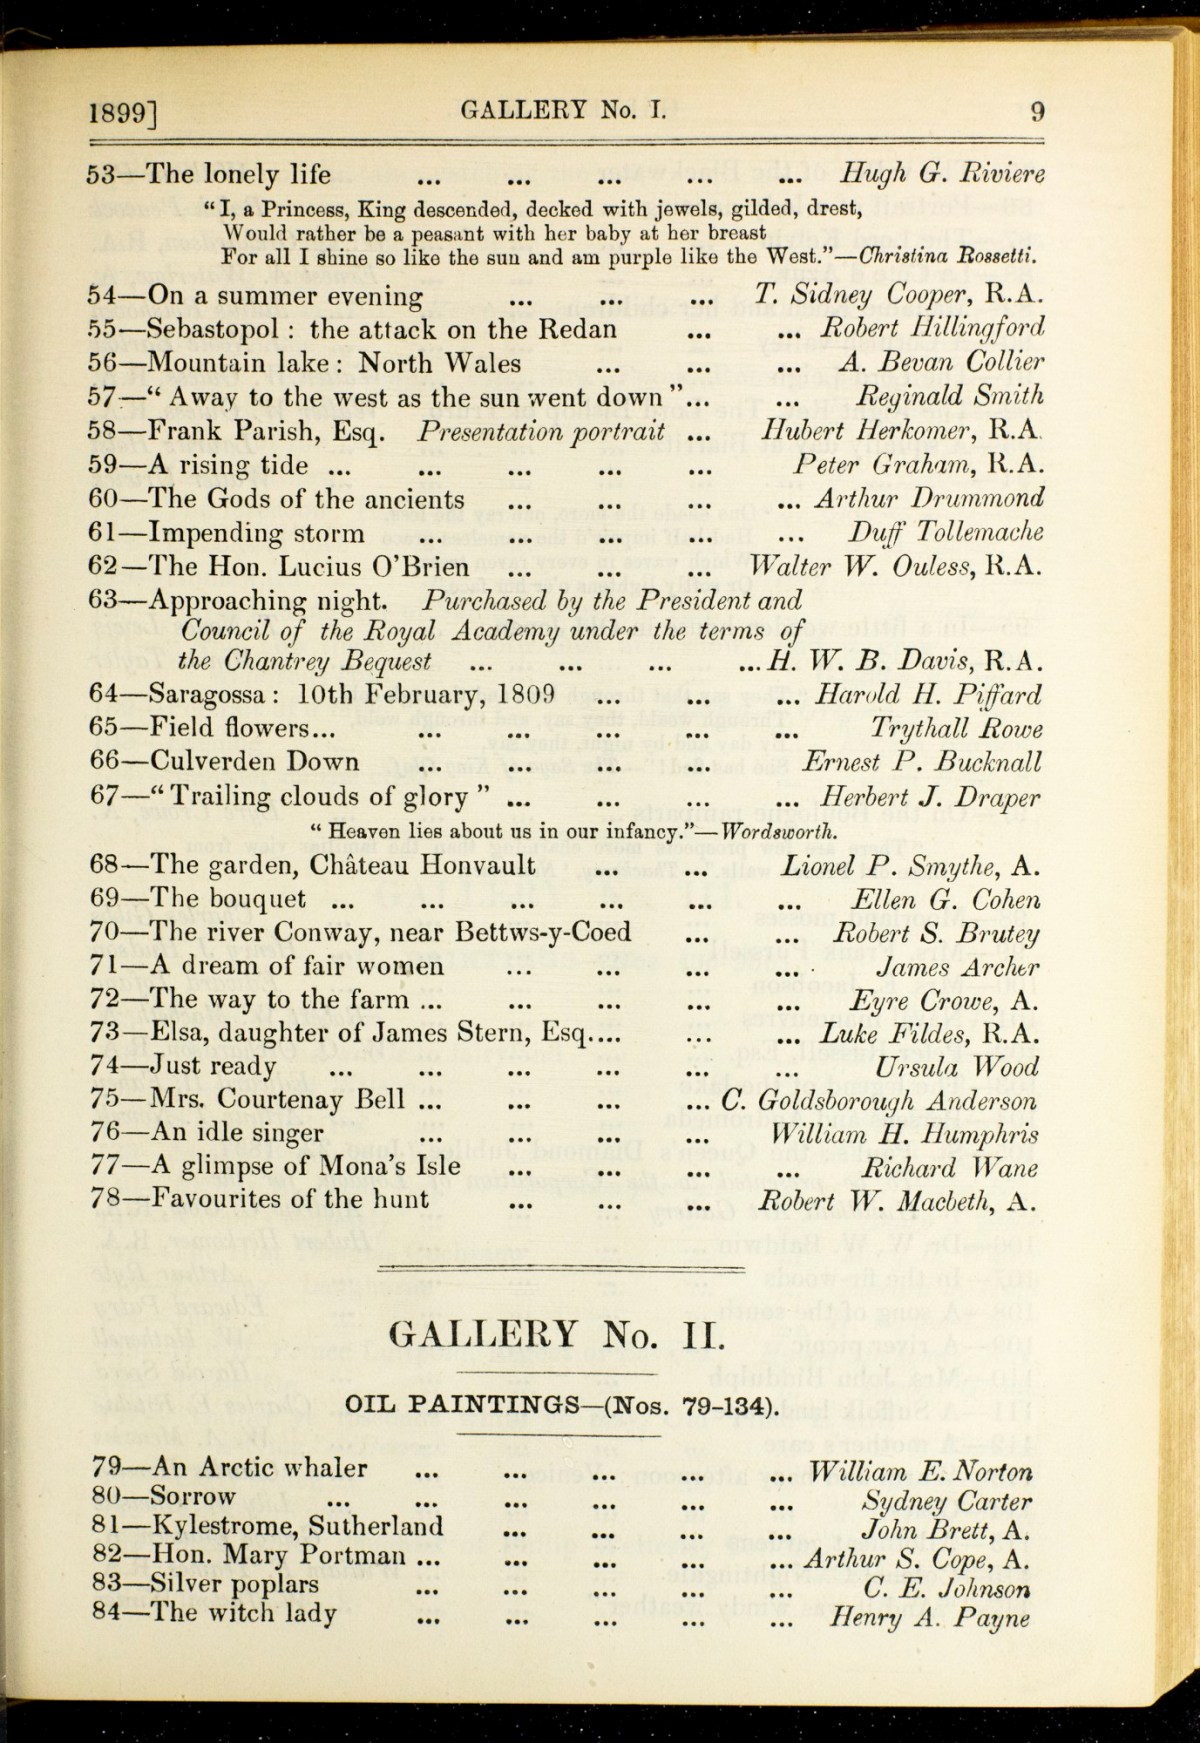 1899] GALLERY No. I. 9
53—The lonely life ... ... ... ... ... Hugh G. Riviere
"I, a Princess, King descended, decked with jewels, gilded, drest,
Would rather be a peasant with her baby at her breast
For all I shine so like the sun and am purple like the West."—Christina Rossetti.
54—On a summer evening ... ... ... T. Sidney Cooper, R.A.
55—Sebastopol: the attack on the Redan ... ... Robert Hillingford
56—Mountain lake: North Wales ... ... ... A. Bevan Collier
57—"Away to the west as the sun went down"... ... Reginald Smith
58—Frank Parish, Esq. Presentation portrait ... Hubert Herkomer, R.A.
59—A rising tide ... ... ... ... ... Peter Graham, R.A.
60—The Gods of the ancients ... ... ... ... Arthur Drummond
61—Impending storm ... ... ... ... ... Duff Tollemache
62—The Hon. Lucius O'Brien ... ... ... Walter W. Ouless, R.A.
63—Approaching night. Purchased by the President and
Council of the Royal Academy under the terms of
the Chantrey Bequest ... ... ... ... H. W. B. Davis, R.A.
64—Saragossa: 10th February, 1809 ... ... ... Harold H. Piffard
65—Field flowers... ... ... ... ... ... Trythall Rowe
66—Culverden Down ... ... ... ... Ernest P. Bucknall
67—"Trailing clouds of glory" ... ... ... ... Herbert J. Draper
"Heaven lies about us in our infancy."—Wordsworth.
68—The garden, Château Honvault ... ... Lionel P. Smythe, A.
69—The bouquet ... ... ... ... ... ... Ellen G. Cohen
70—The river Conway, near Bettws-y-Coed ... ... Robert S. Brutey
71—A dream of fair women ... ... ... ... James Archer
72—The way to the farm ... ... ... ... ... Eyre Crowe, A.
73—Elsa, daughter of James Stern, Esq.... ... ... Luke Fildes, R.A.
74—Just ready ... ... ... ... ... ... Ursula Wood
75—Mrs. Courtenay Bell ... ... ... ... C. Goldsborough Anderson
76—An idle singer ... ... ... ... William H. Humphris
77—A glimpse of Mona's Isle ... ... ... ... Richard Wane
78—Favourites of the hunt ... ... ... Robert W. Macbeth, A.
GALLERY No. II.
OIL PAINTINGS—(Nos. 79-134).
79—An Arctic whaler ... ... ... ... ... William E. Norton
80—Sorrow ... ... ... ... ... ... Sydney Carter
81—Kylestrome, Sutherland ... ... ... ... John Brett, A.
82—Hon. Mary Portman ... ... ... ... ... Arthur S. Cope, A.
83—Silver poplars ... ... ... ... ... C. E. Johnson
84—The witch lady ... ... ... ... ... Henry A. Payne